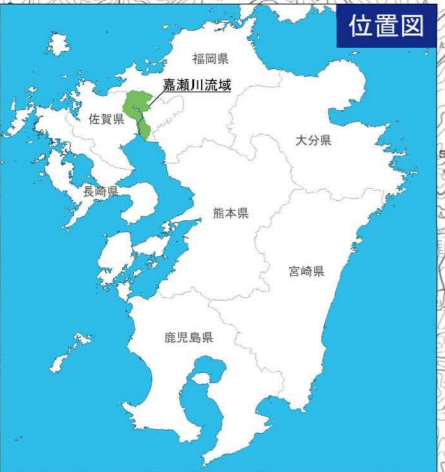 位置図
福岡県
嘉瀬川流域
佐賀県
大分県
長崎県
熊本県
宮崎県
鹿児島県